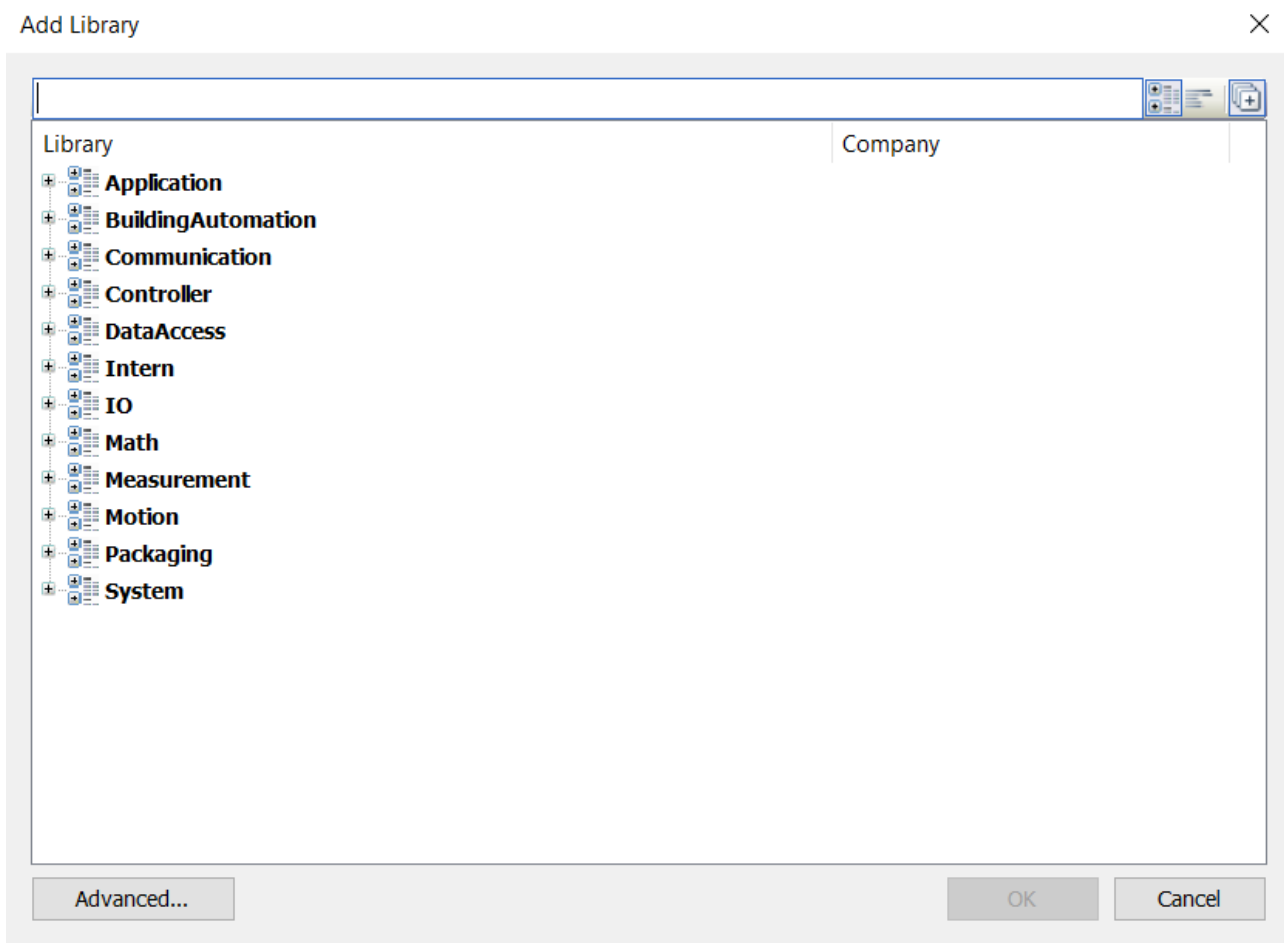 Add Library
Library Company
Application
BuildingAutomation
Communication
Controller
DataAccess
Intern
IO
Math
Measurement
Motion
Packaging
System
Advanced... OK Cancel